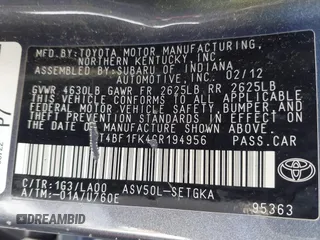 MFD. BY:
TOYOTA MOTOR MANUFACTURING,
NORTHERN KENTUCKY, INC.
SUBARU OF INDIANA
AUTOMOTIVE, INC. 02/12
GVWR 4630LB GAWR FR 2625LB RR 2625LB
THIS VEHICLE CONFORMS TO ALL APPLICABLE
FEDERAL MOTOR VEHICLE SAFETY, BUMPER, AND
THEFT PREVENTION STANDARDS IN EFFECT ON
THE DATE OF MANUFACTURE SHOWN ABOVE.
PASS.CAR
C/TR:1G3/LA00 ASV50L-SETGKA
A/TM:-01A/U760E
TOYOTA
95363
DREAMBID
P7